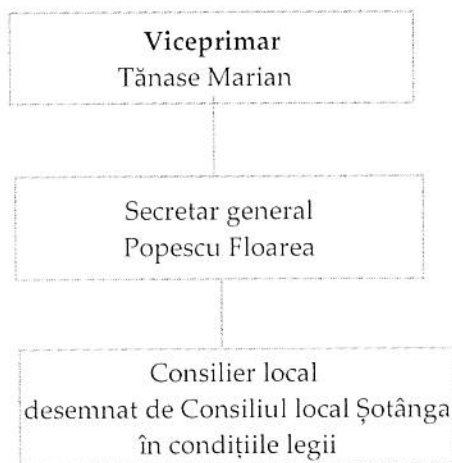 Viceprimar
Tănase Marian
Secretar general
Popescu Floarea
Consilier local
desemnat de Consiliul local Șotânga
în condițiile legii